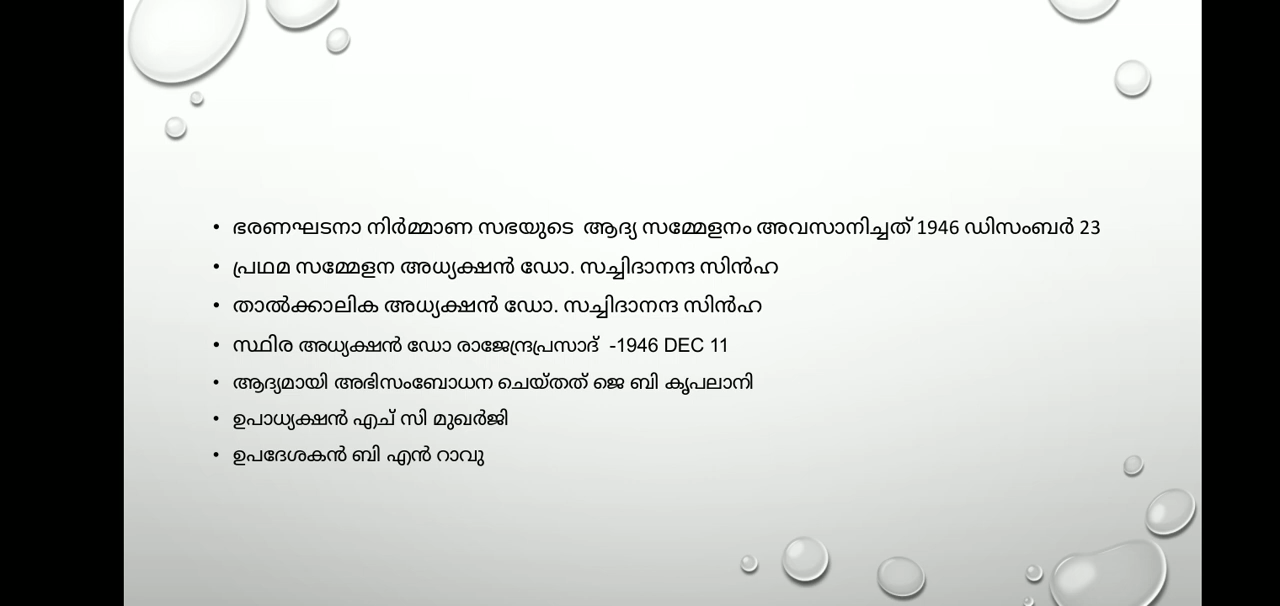 • ഭരണഘടനാ നിർമ്മാണ സഭയുടെ ആദ്യ സമ്മേളനം അവസാനിച്ചത് 1946 ഡിസംബർ 23
• പ്രഥമ സമ്മേളന അധ്യക്ഷൻ ഡോ. സച്ചിദാനന്ദ സിൻഹ
• താൽക്കാലിക അധ്യക്ഷൻ ഡോ. സച്ചിദാനന്ദ സിൻഹ
• സ്ഥിര അധ്യക്ഷൻ ഡോ രാജേന്ദ്രപ്രസാദ് -1946 DEC 11
• ആദ്യമായി അഭിസംബോധന ചെയ്തത് ജെ ബി കൃപലാനി
• ഉപാധ്യക്ഷൻ എച് സി മുഖർജി
• ഉപദേശകൻ ബി എൻ റാവു